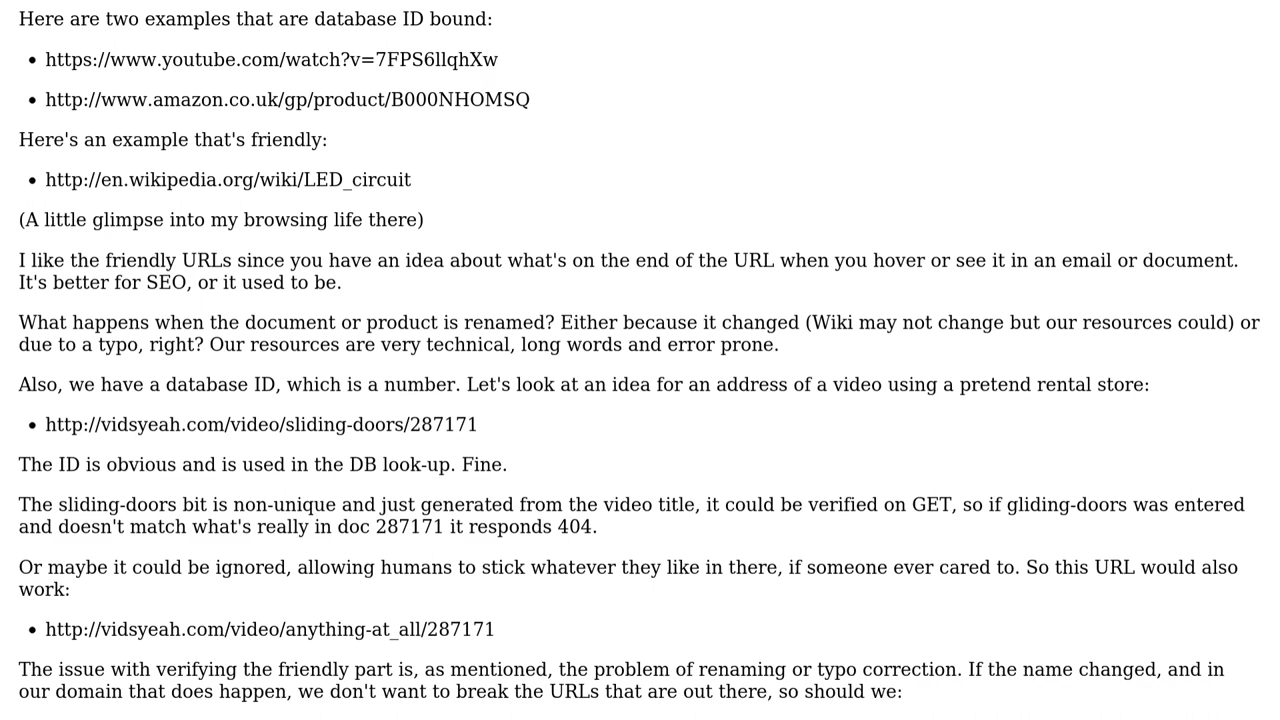 Here are two examples that are database ID bound:
• https://www.youtube.com/watch?v=7FPS6llqhXw
• http://www.amazon.co.uk/gp/product/B000NHOMSQ
Here's an example that's friendly:
• http://en.wikipedia.org/wiki/LED_circuit
(A little glimpse into my browsing life there)
I like the friendly URLs since you have an idea about what's on the end of the URL when you hover or see it in an email or document.
It's better for SEO, or it used to be.
What happens when the document or product is renamed? Either because it changed (Wiki may not change but our resources could) or
due to a typo, right? Our resources are very technical, long words and error prone.
Also, we have a database ID, which is a number. Let's look at an idea for an address of a video using a pretend rental store:
• http://vidsyeah.com/video/sliding-doors/287171
The ID is obvious and is used in the DB look-up. Fine.
The sliding-doors bit is non-unique and just generated from the video title, it could be verified on GET, so if gliding-doors was entered
and doesn't match what's really in doc 287171 it responds 404.
Or maybe it could be ignored, allowing humans to stick whatever they like in there, if someone ever cared to. So this URL would also
work:
• http://vidsyeah.com/video/anything-at_all/287171
The issue with verifying the friendly part is, as mentioned, the problem of renaming or typo correction. If the name changed, and in
our domain that does happen, we don't want to break the URLs that are out there, so should we: